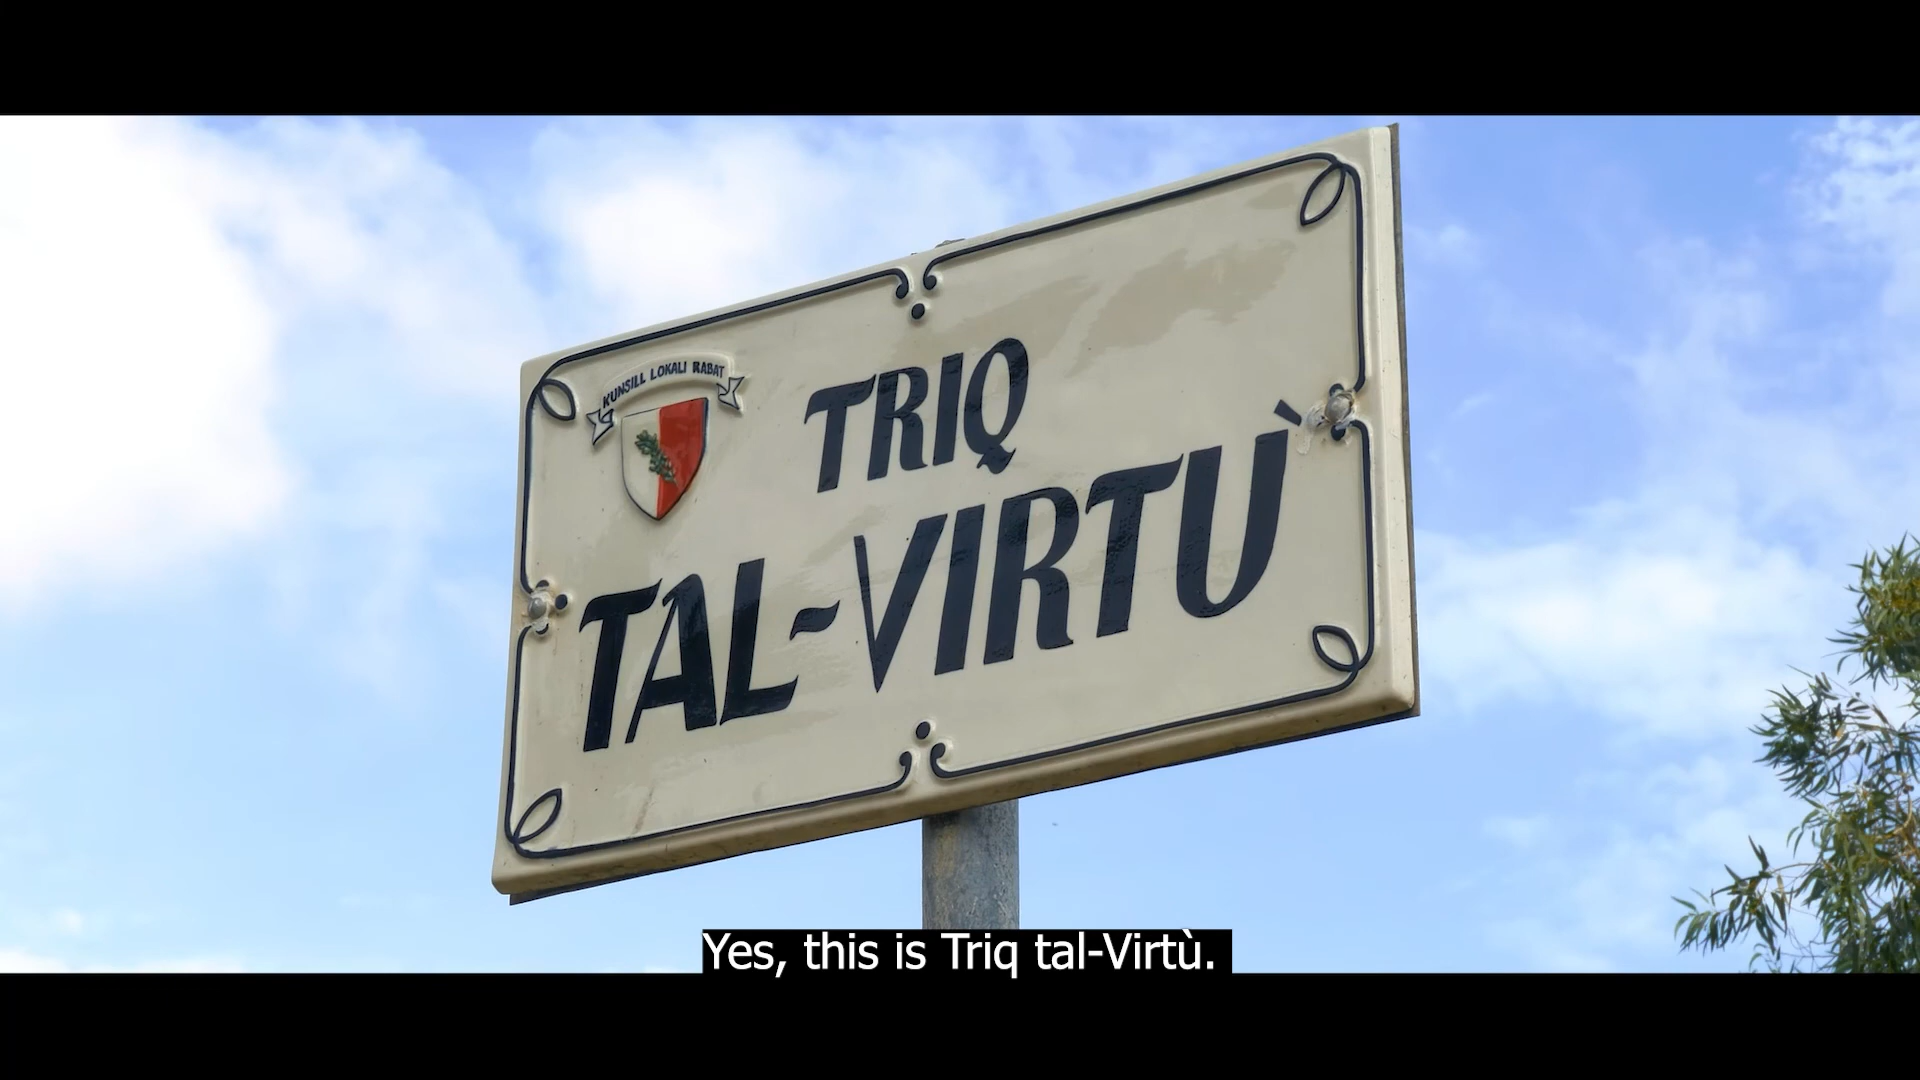 KUNSILL LOKALI RABAT
TRIQ
TAL-VIRTÙ
Yes, this is Triq tal-Virtù.